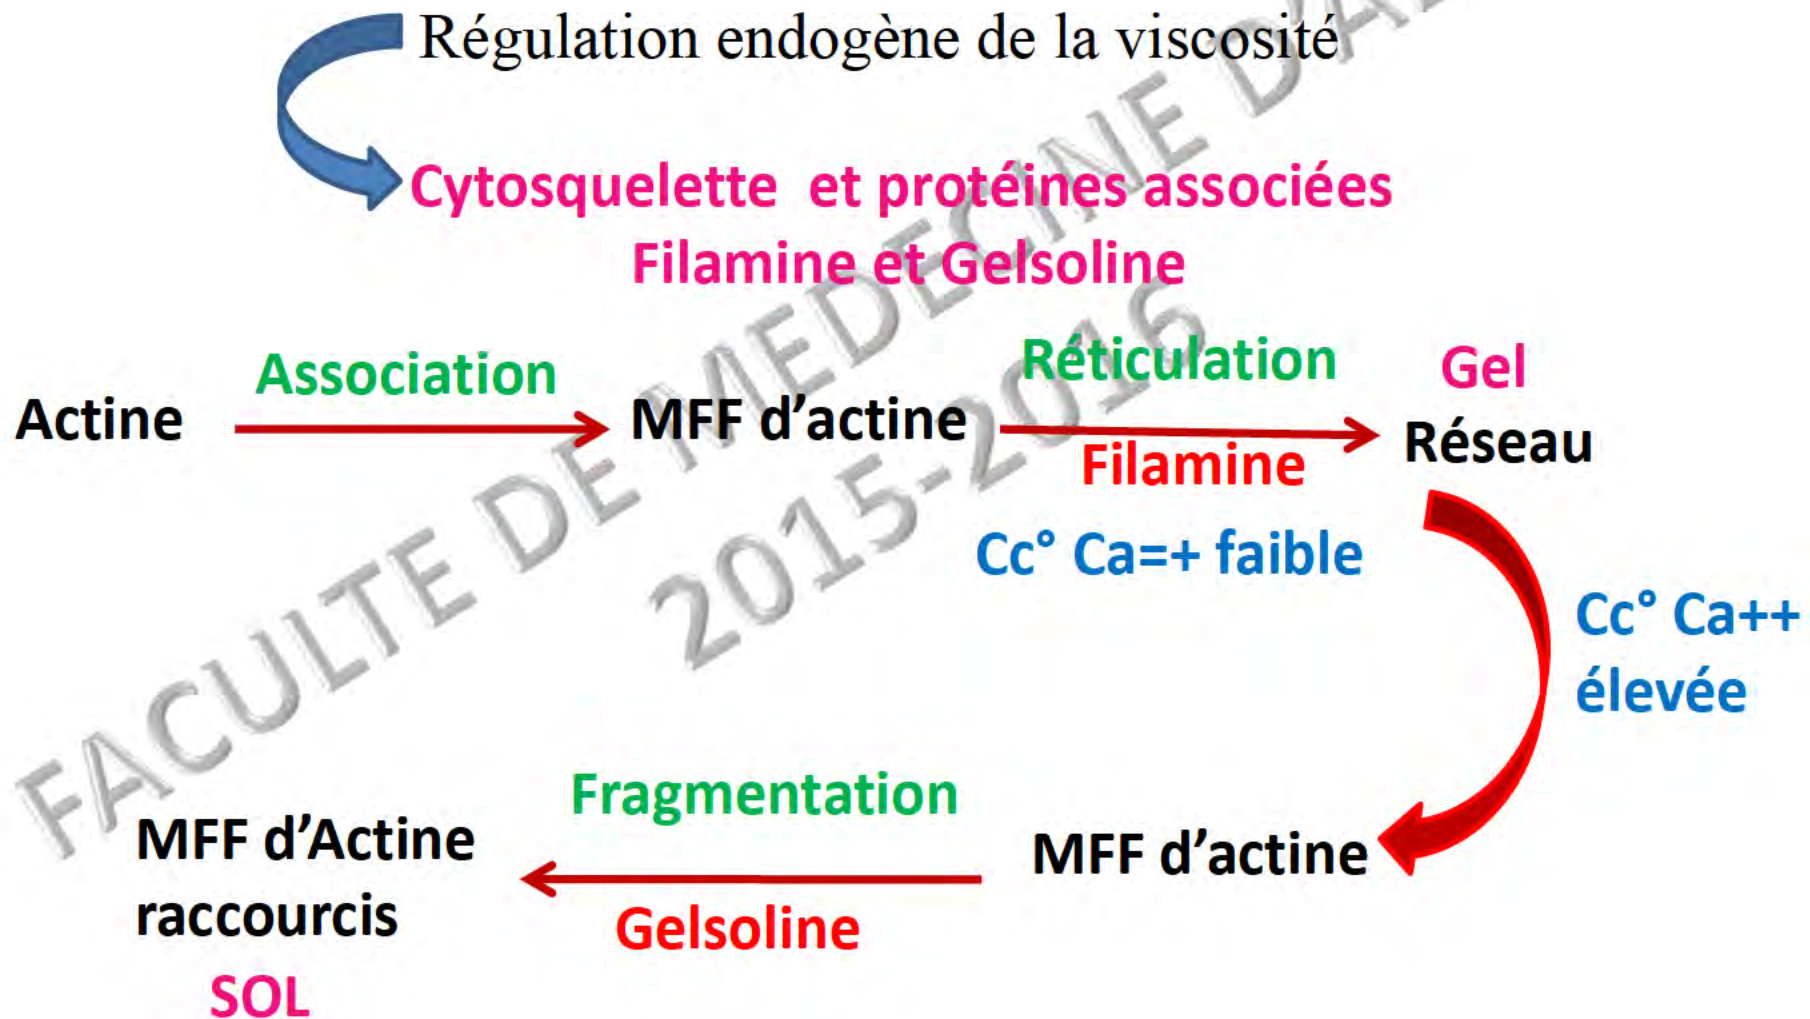 Régulation endogène de la viscosité
Cytosquelette et protéines associées
Filamine et Gelsoline
Actine
Association
MFF d'actine
Réticulation
Filamine
Cc° Ca=+ faible
Gel
Réseau
Cc° Ca++
élevée
MFF d'actine
Fragmentation
Gelsoline
MFF d'Actine
raccourcis
SOL
FACULTE DE MEDECINE
2015-2016